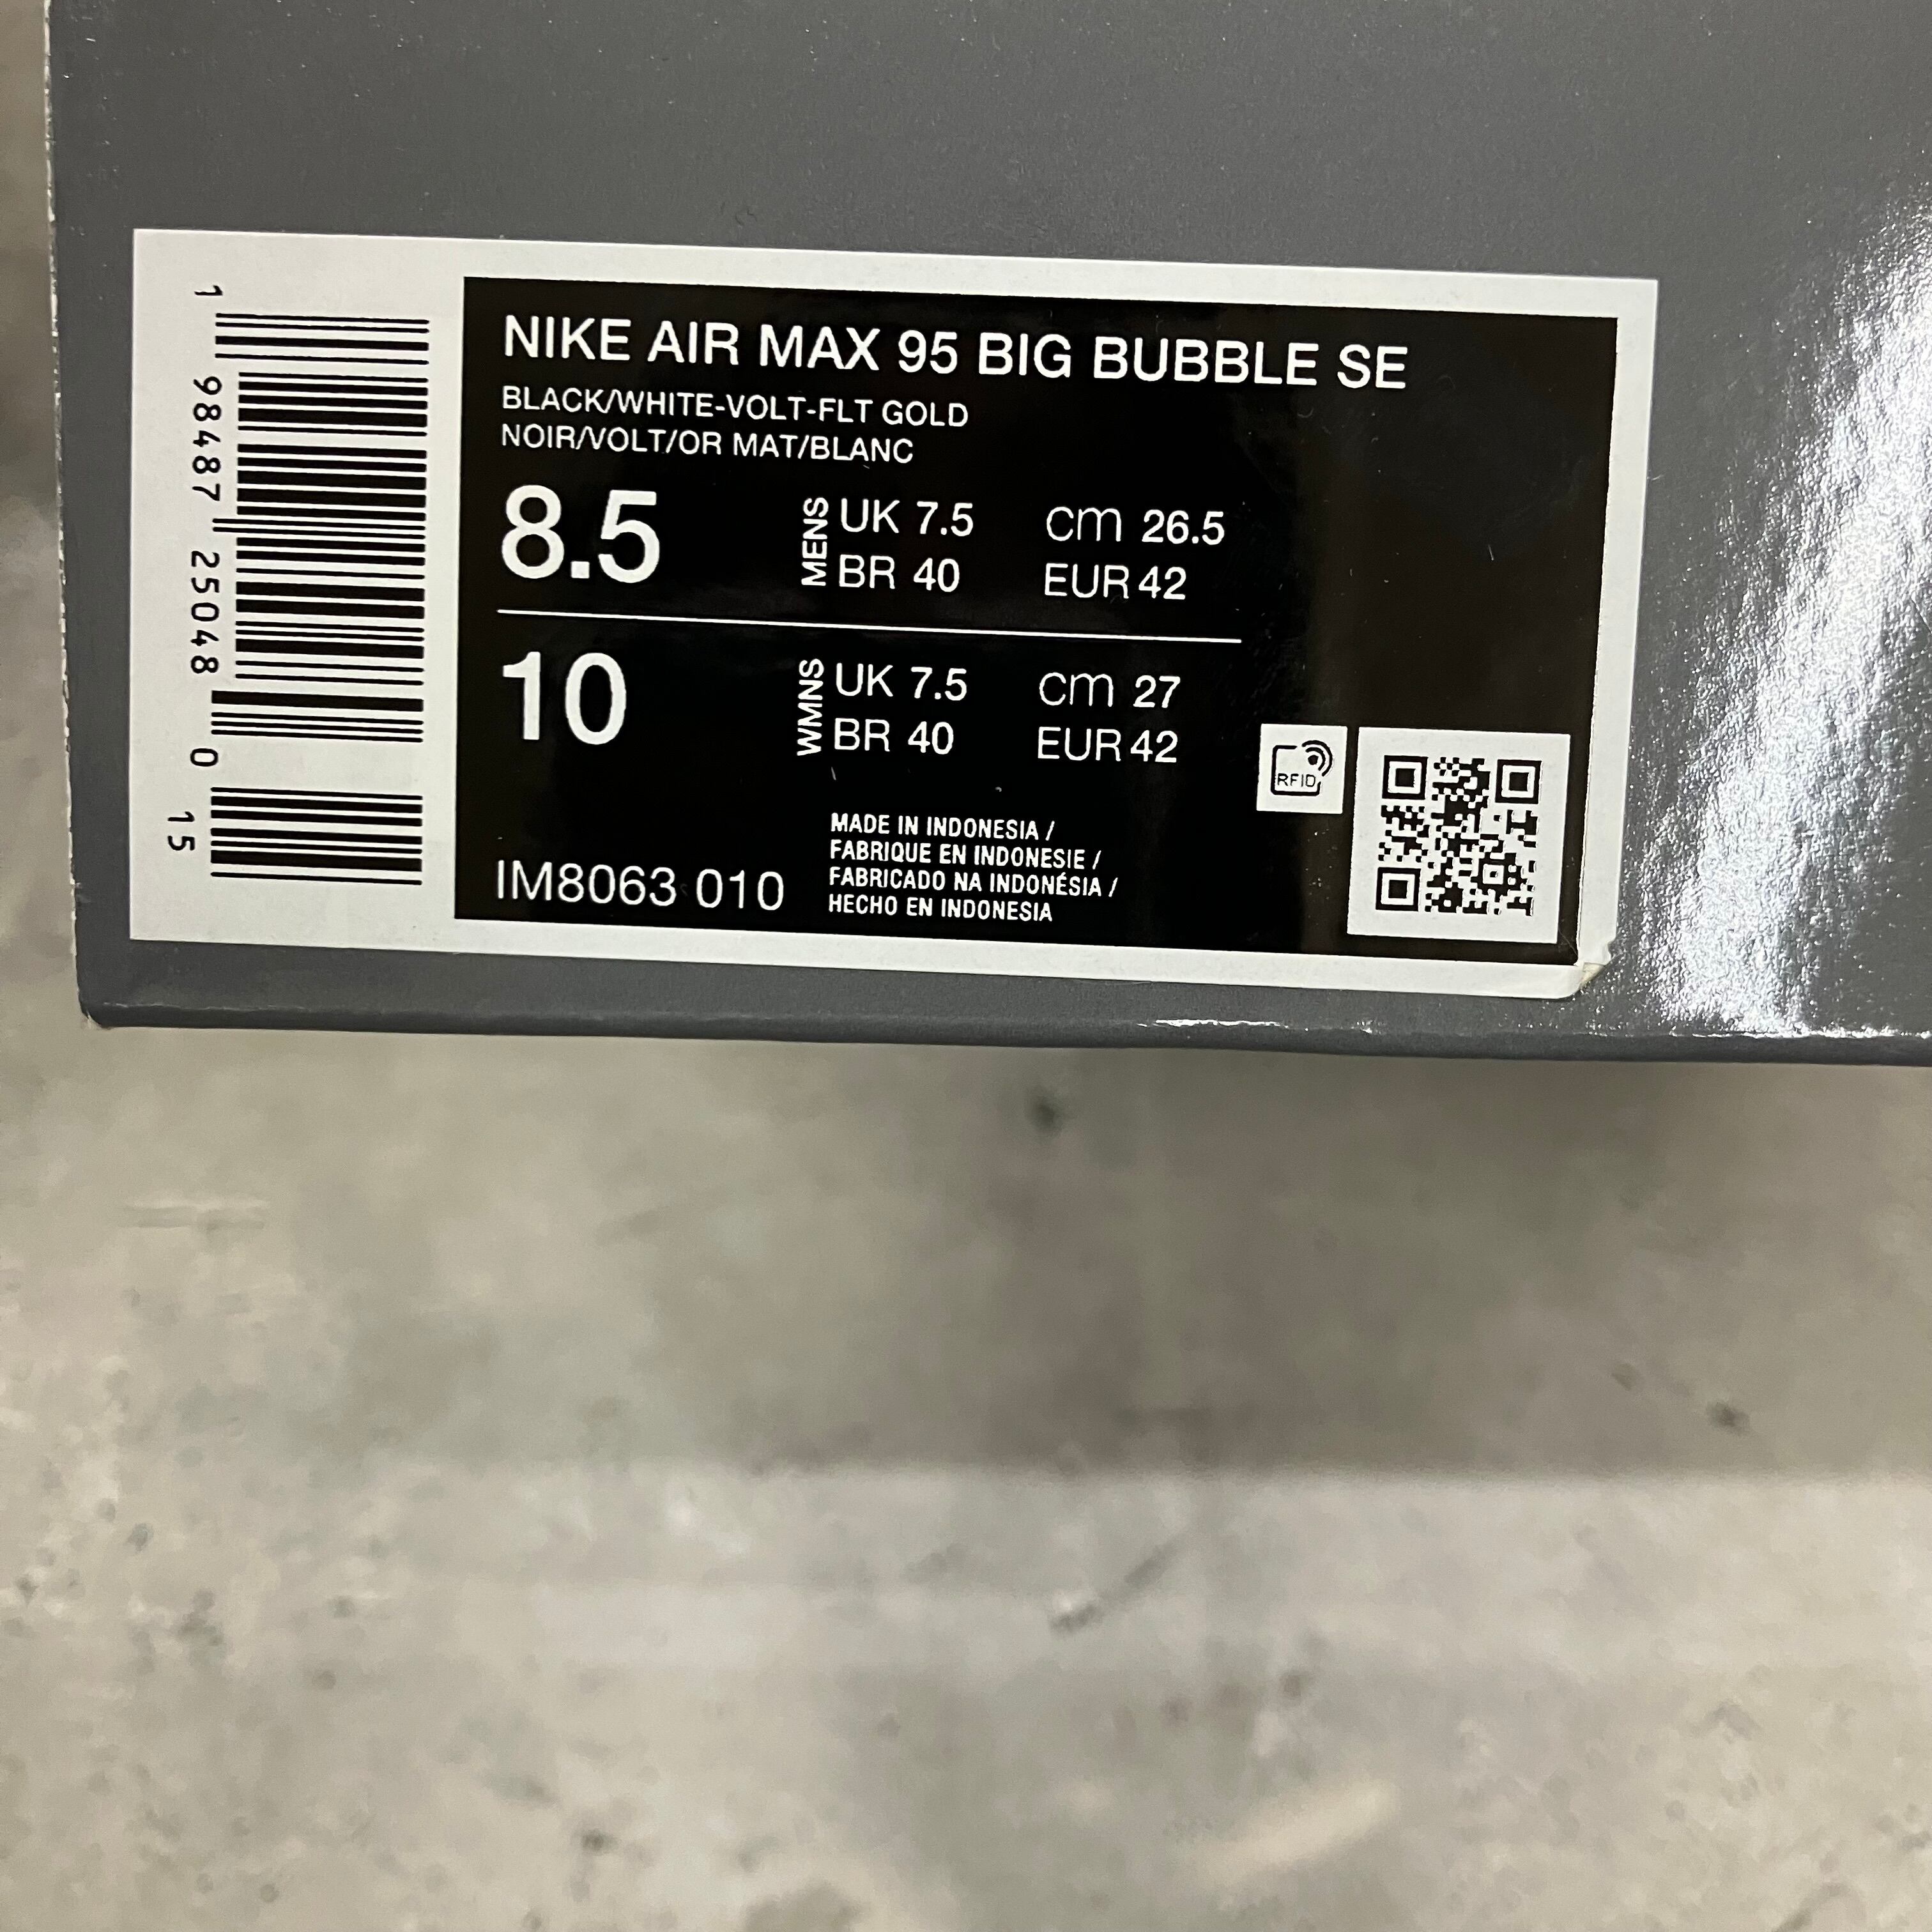 1 98487 25048 0 15
NIKE AIR MAX 95 BIG BUBBLE SE
BLACK/WHITE-VOLT-FLT GOLD
NOIR/VOLT/OR MAT/BLANC
8.5 MENS UK 7.5 cm 26.5
BR 40 EUR 42
10 WMNS UK 7.5 cm 27
BR 40 EUR 42
RFID
MADE IN INDONESIA /
FABRIQUE EN INDONESIE /
FABRICADO NA INDONÉSIA /
HECHO EN INDONESIA
IM8063 010